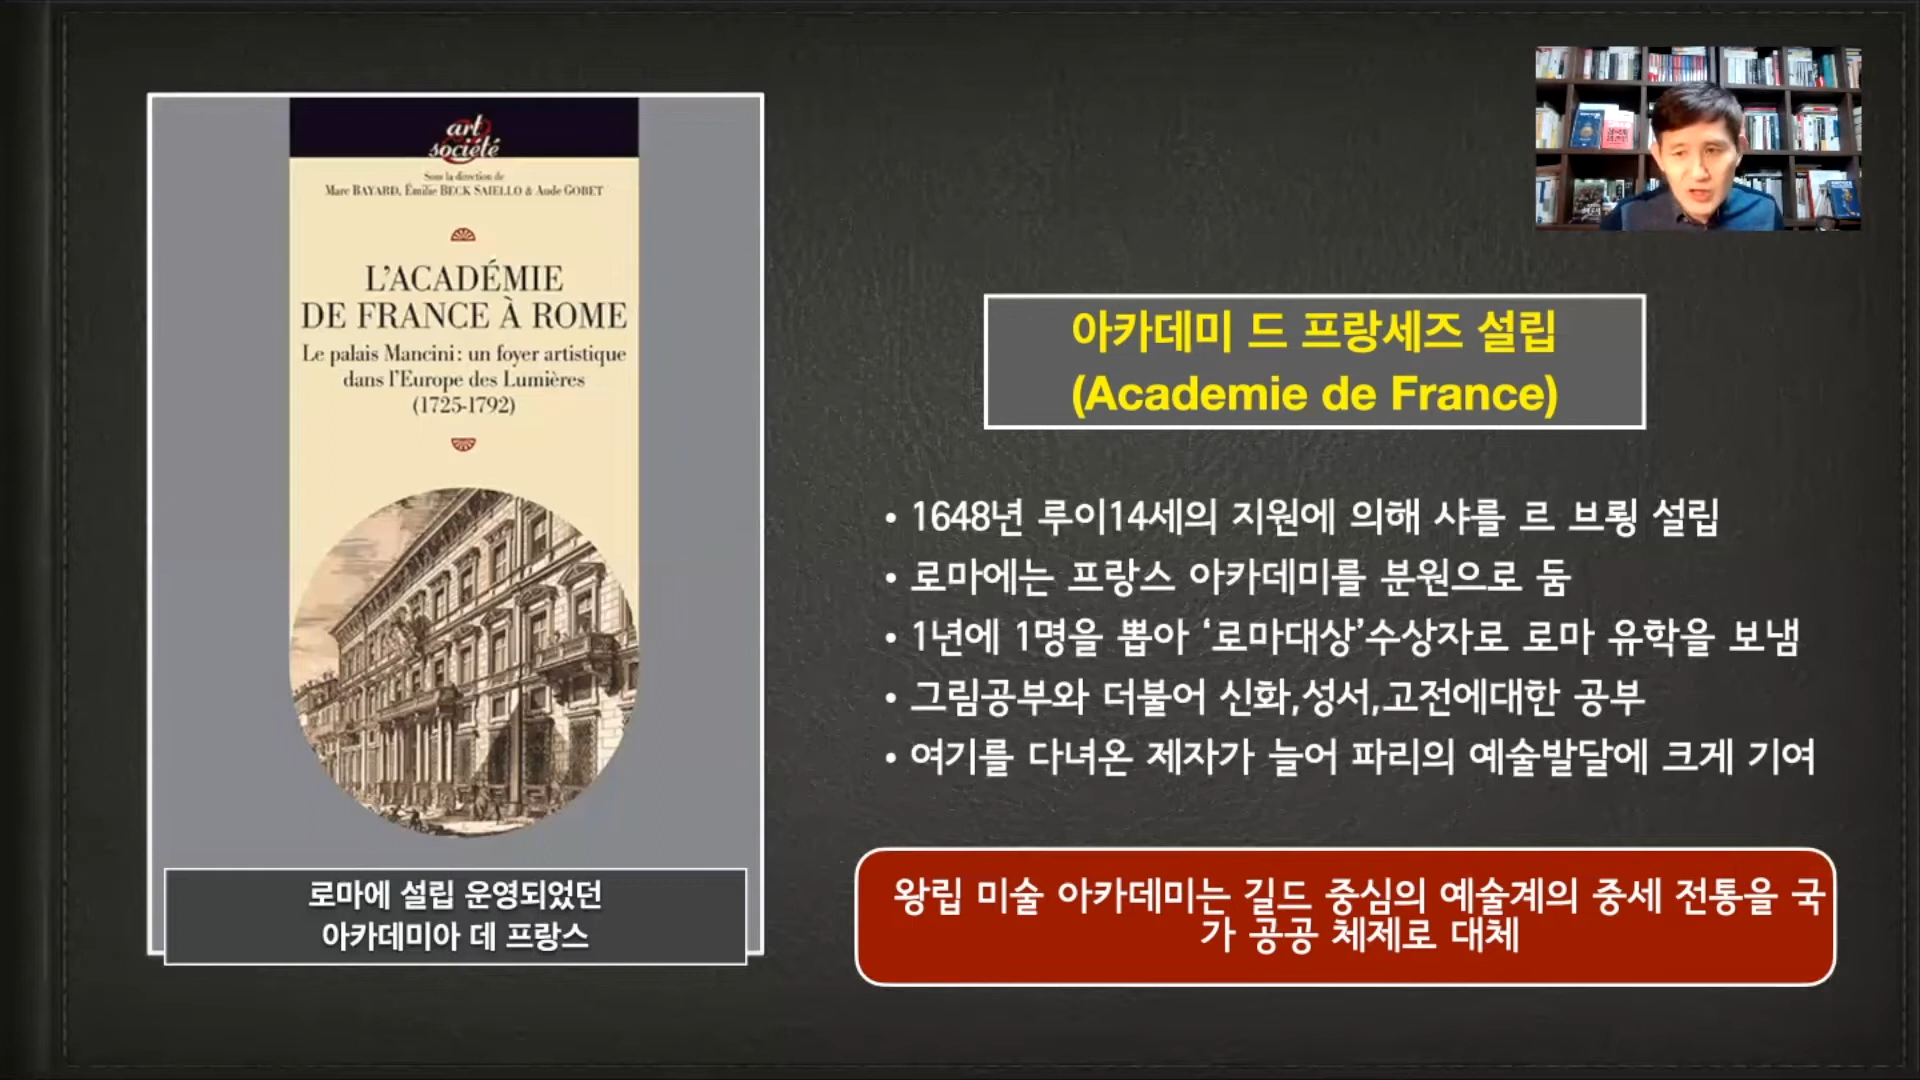 art
société
Sous la direction de
Marc BAYARD, Émilie BECK SAIELLO & Aude GOBET
L'ACADÉMIE
DE FRANCE À ROME
Le palais Mancini : un foyer artistique
dans l'Europe des Lumières
(1725-1792)
로마에 설립 운영되었던
아카데미아 데 프랑스
아카데미 드 프랑세즈 설립
(Academie de France)
• 1648년 루이14세의 지원에 의해 샤를 르 브룅 설립
• 로마에는 프랑스 아카데미를 분원으로 둠
• 1년에 1명을 뽑아 ‘로마대상’수상자로 로마 유학을 보냄
• 그림공부와 더불어 신화,성서,고전에대한 공부
• 여기를 다녀온 제자가 늘어 파리의 예술발달에 크게 기여
왕립 미술 아카데미는 길드 중심의 예술계의 중세 전통을 국
가 공공 체제로 대체